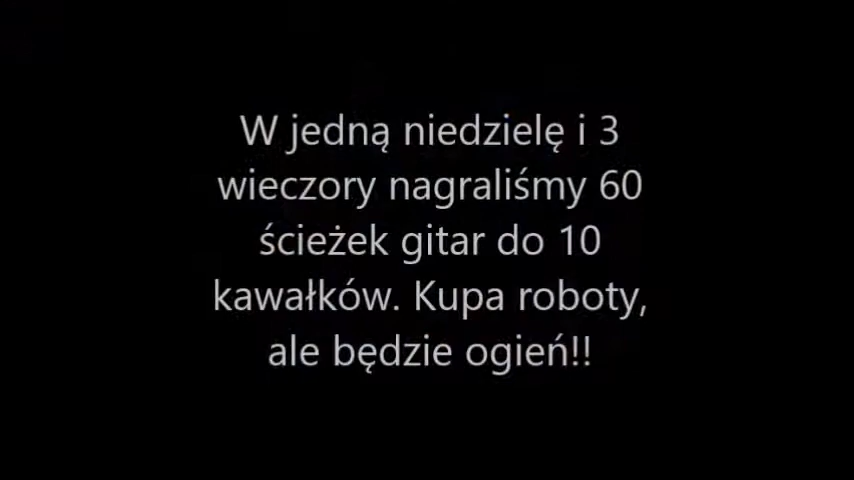 W jedną niedzielę i 3
wieczory nagraliśmy 60
ścieżek gitar do 10
kawałków. Kupa roboty,
ale będzie ogień!!